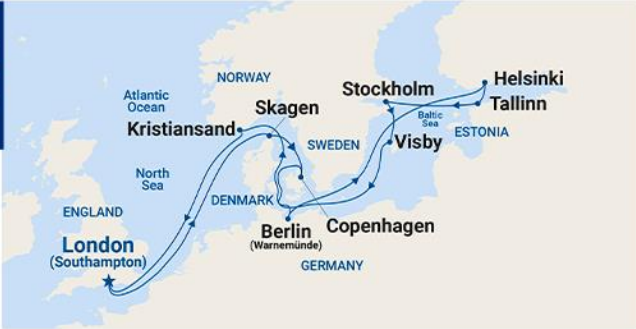 NORWAY
Atlantic
Ocean
Stockholm
Helsinki
Skagen
Tallinn
Kristiansand
Baltic
Sea
ESTONIA
SWEDEN
Visby
North
Sea
DENMARK
ENGLAND
Copenhagen
Berlin
(Warnemünde)
London
(Southampton)
GERMANY